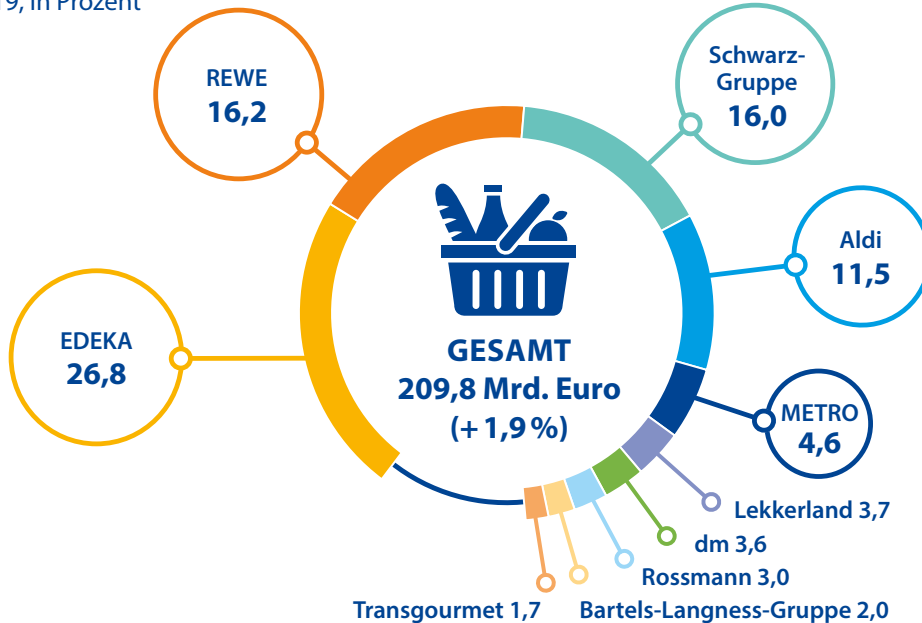 in Prozent
REWE
16,2
Schwarz-
Gruppe
16,0
Aldi
11,5
EDEKA
26,8
GESAMT
209,8 Mrd. Euro
(+ 1,9 %)
METRO
4,6
Lekkerland 3,7
dm 3,6
Rossmann 3,0
Transgourmet 1,7
Bartels-Langness-Gruppe 2,0